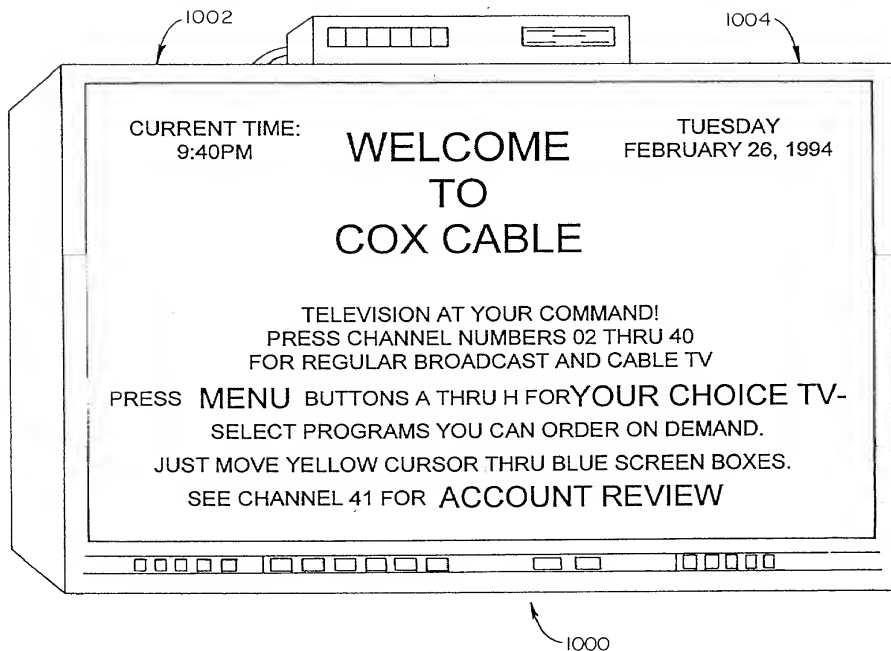 1002
1004
CURRENT TIME:
9:40PM
TUESDAY
FEBRUARY 26, 1994
WELCOME
TO
COX CABLE
TELEVISION AT YOUR COMMAND!
PRESS CHANNEL NUMBERS 02 THRU 40
FOR REGULAR BROADCAST AND CABLE TV
PRESS MENU BUTTONS A THRU H FOR YOUR CHOICE TV-
SELECT PROGRAMS YOU CAN ORDER ON DEMAND.
JUST MOVE YELLOW CURSOR THRU BLUE SCREEN BOXES.
SEE CHANNEL 41 FOR ACCOUNT REVIEW
1000